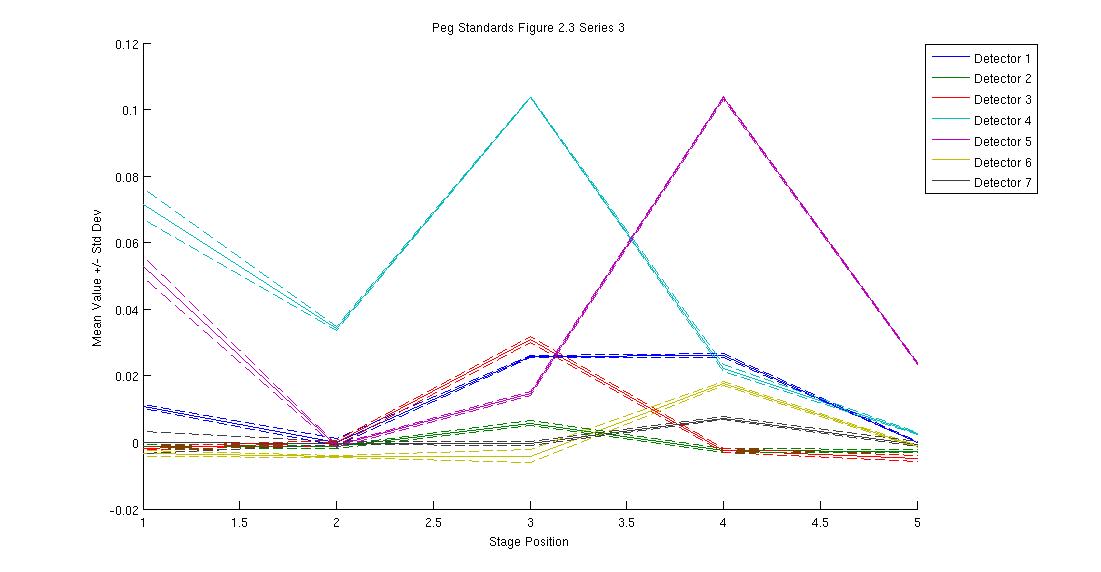 Peg Standards Figure 2.3 Series 3
0.12
0.1
0.08
0.06
0.04
0.02
0
-0.02
Mean Value +/- Std Dev
1 1.5 2 2.5 3 3.5 4 4.5 5
Stage Position
Detector 1
Detector 2
Detector 3
Detector 4
Detector 5
Detector 6
Detector 7